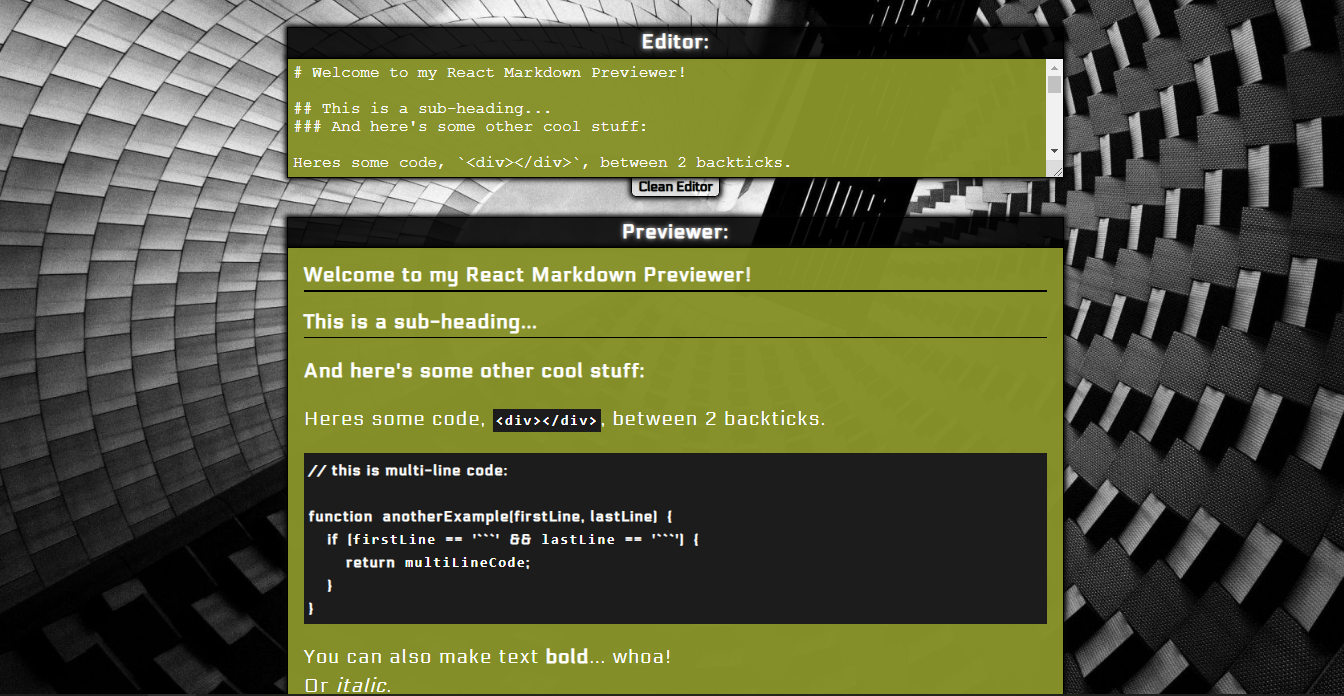 Editor:
# Welcome to my React Markdown Previewer!
## This is a sub-heading...
### And here's some other cool stuff:
Heres some code, `<div></div>`, between 2 backticks.
Clean Editor
Previewer:
Welcome to my React Markdown Previewer!
This is a sub-heading...
And here's some other cool stuff:
Heres some code, <div></div>, between 2 backticks.
// this is multi-line code:
function anotherExample(firstLine, lastLine) {
if (firstLine == '```' && lastLine == '```') {
return multiLineCode;
}
}
You can also make text bold... whoa!
Or italic.